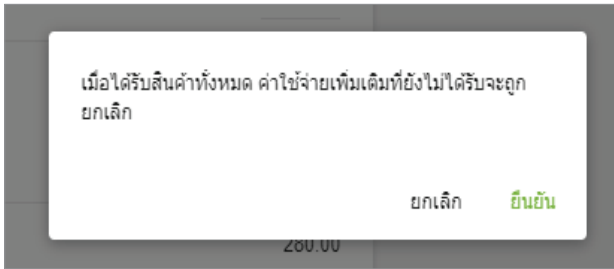 เมื่อได้รับสินค้าทั้งหมด ค่าใช้จ่ายเพิ่มเติมที่ยังไม่ได้รับจะถูก
ยกเลิก
ยกเลิก ยืนยัน
280.00